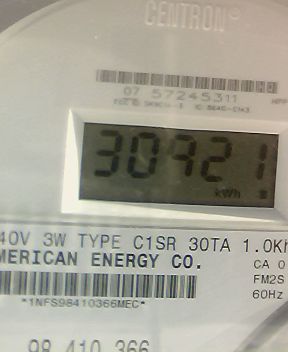 CENTRON®
07 57245311
30921
kWh
40V 3W TYPE C1SR 30TA 1.0Kh
MERICAN ENERGY CO.
CA 0
FM2S
60Hz
*1NFS98410366MEC*
98 410 366